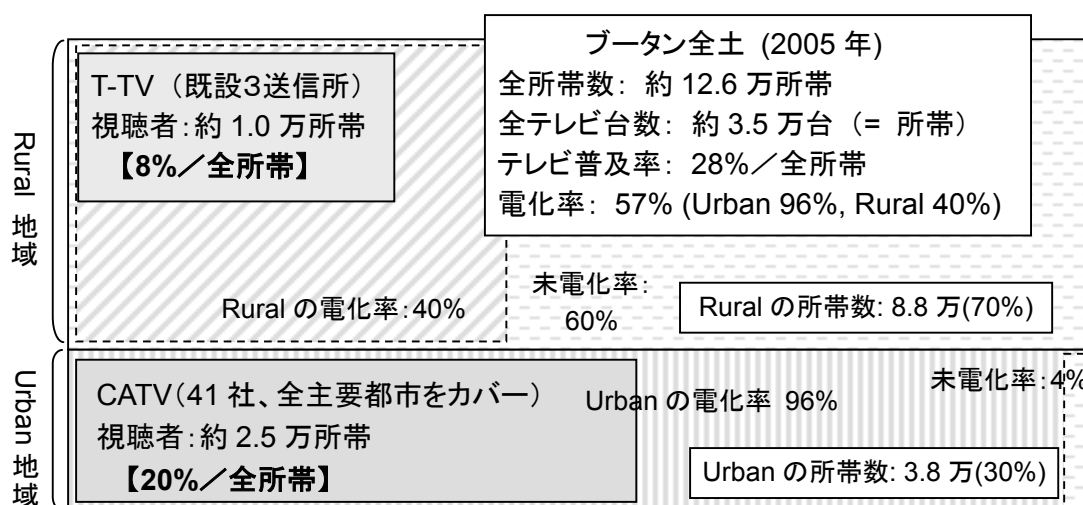 ブータン全土 (2005 年)
全所帯数： 約 12.6 万所帯
全テレビ台数： 約 3.5 万台 （= 所帯）
テレビ普及率： 28%／全所帯
電化率： 57% (Urban 96%, Rural 40%)
Rural 地域
T-TV （既設3送信所）
視聴者：約 1.0 万所帯
【8%／全所帯】
Rural の電化率：40%
未電化率：
60%
Rural の所帯数: 8.8 万(70%)
Urban 地域
CATV（41 社、全主要都市をカバー）
視聴者：約 2.5 万所帯
【20%／全所帯】
Urban の電化率 96%
未電化率：4%
Urban の所帯数: 3.8 万(30%)